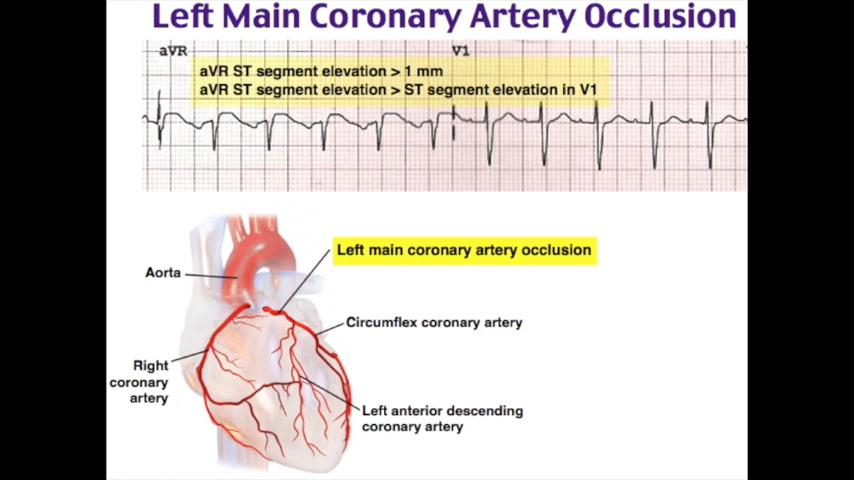 Left Main Coronary Artery Occlusion
aVR
V1
aVR ST segment elevation > 1 mm
aVR ST segment elevation > ST segment elevation in V1
Left main coronary artery occlusion
Aorta
Circumflex coronary artery
Right
coronary
artery
Left anterior descending
coronary artery